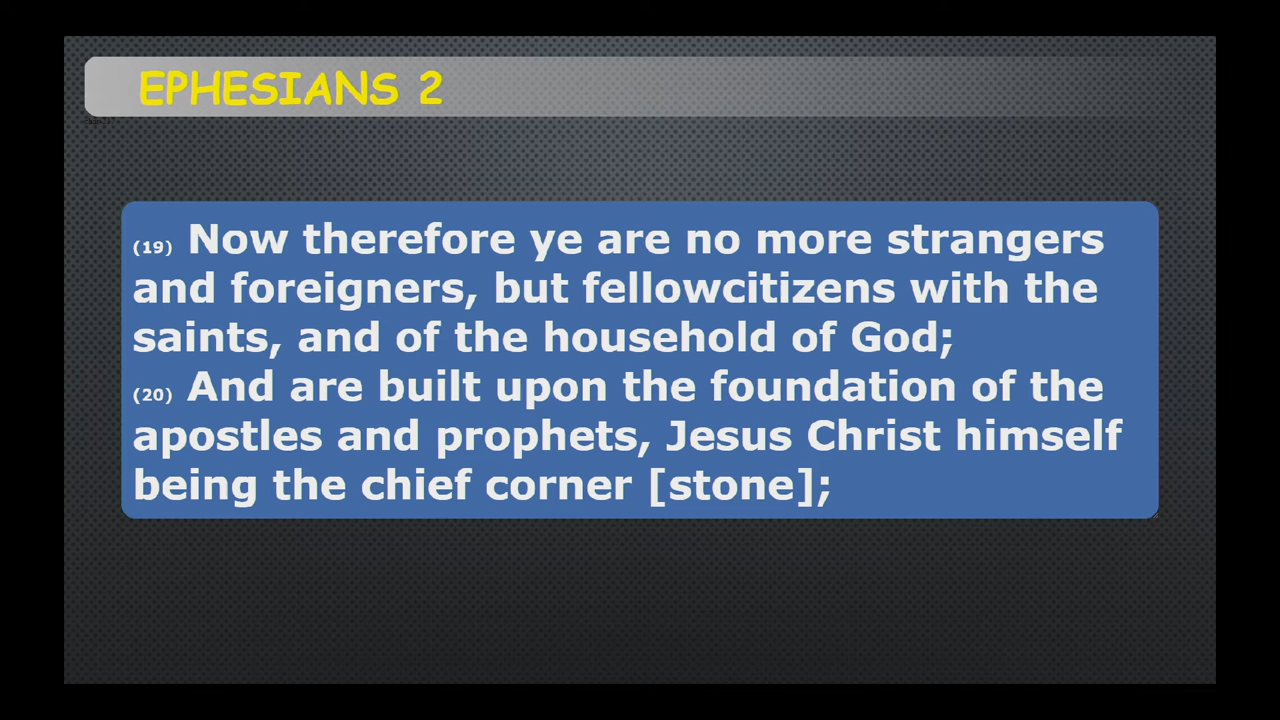 EPHESIANS 2
(19) Now therefore ye are no more strangers
and foreigners, but fellowcitizens with the
saints, and of the household of God;
(20) And are built upon the foundation of the
apostles and prophets, Jesus Christ himself
being the chief corner [stone];